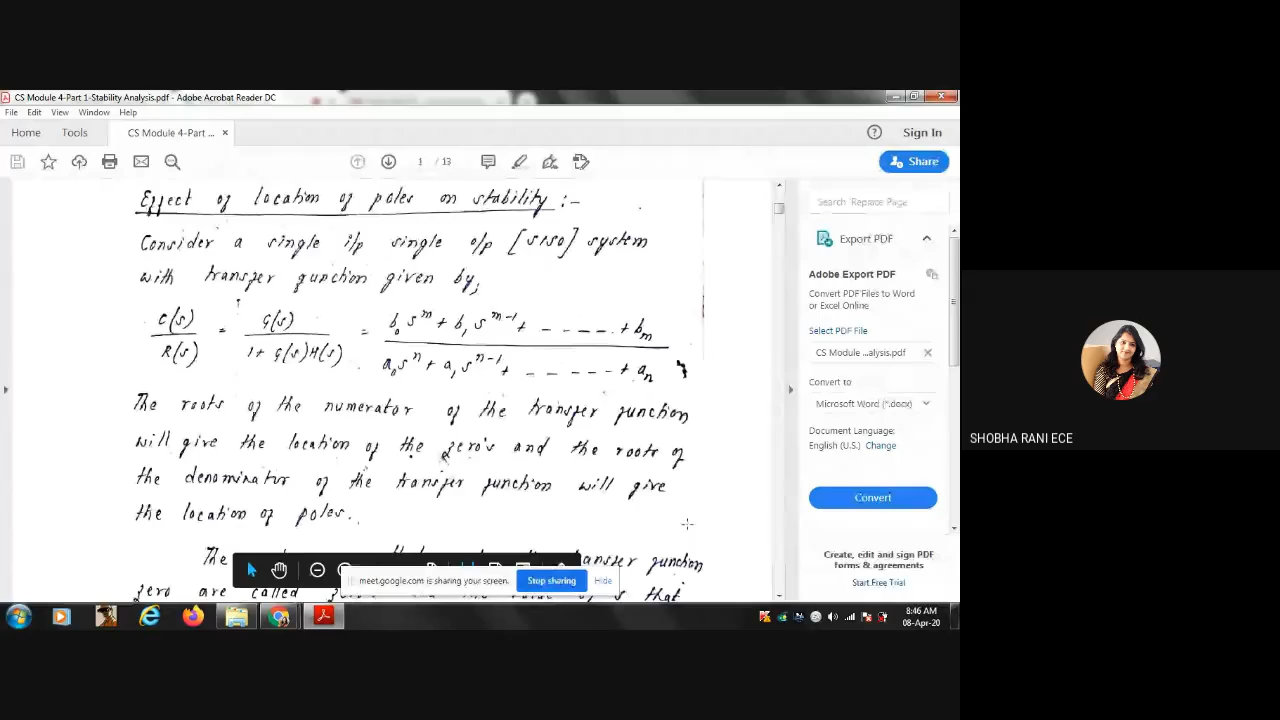 CS Module 4-Part 1-Stability Analysis.pdf - Adobe Acrobat Reader DC
File Edit View Window Help
Home Tools CS Module 4-Part ... × Sign In
1 / 13 Share
Effect of location of poles on stability :-
Consider a single i/p single o/p [SISO] system
with transfer function given by,
C(s)/R(s) = G(s)/1+G(s)H(s) = b₀s^m + b₁s^(m-1) + - - - - - + b_m / a₀s^n + a₁s^(n-1) + - - - - - - + a_n
The roots of the numerator of the transfer function
will give the location of the zero's and the roots of
the denominator of the transfer function will give
the location of poles.
The transfer function
zero are called that
meet.google.com is sharing your screen. Stop sharing Hide
Search 'Replace Page'
Export PDF
Adobe Export PDF
Convert PDF Files to Word
or Excel Online
Select PDF File
CS Module ...alysis.pdf ×
Convert to
Microsoft Word (*.docx)
Document Language:
English (U.S.) Change
Convert
Create, edit and sign PDF
forms & agreements
Start Free Trial
8:46 AM
08-Apr-20
SHOBHA RANI ECE